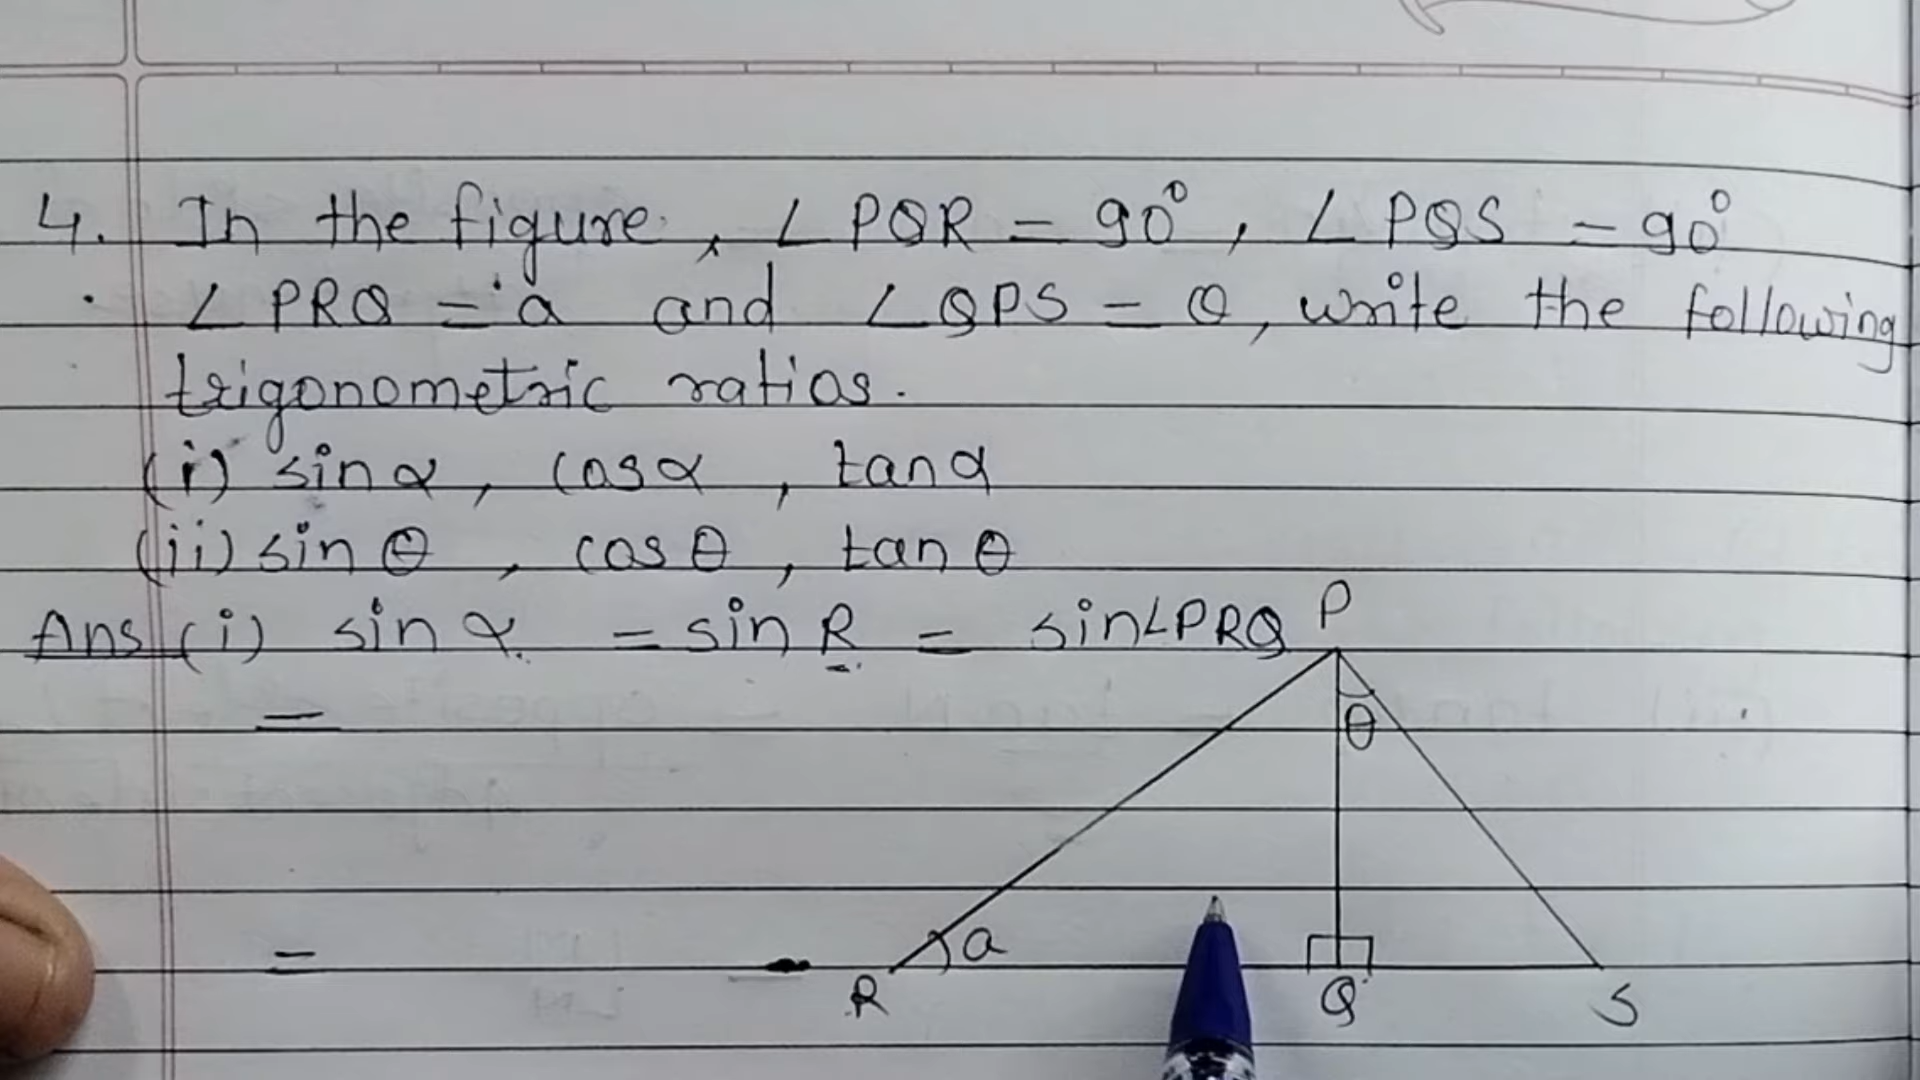 4. In the figure, ∠PQR = 90°, ∠PQS = 90°
∠PRQ = a and ∠QPS = θ, write the following
trigonometric ratios.
(i) sin α, cos α, tan α
(ii) sin θ, cos θ, tan θ
Ans (i) sin α = sin R = sin∠PRQ
P
=
θ
= a
R Q S